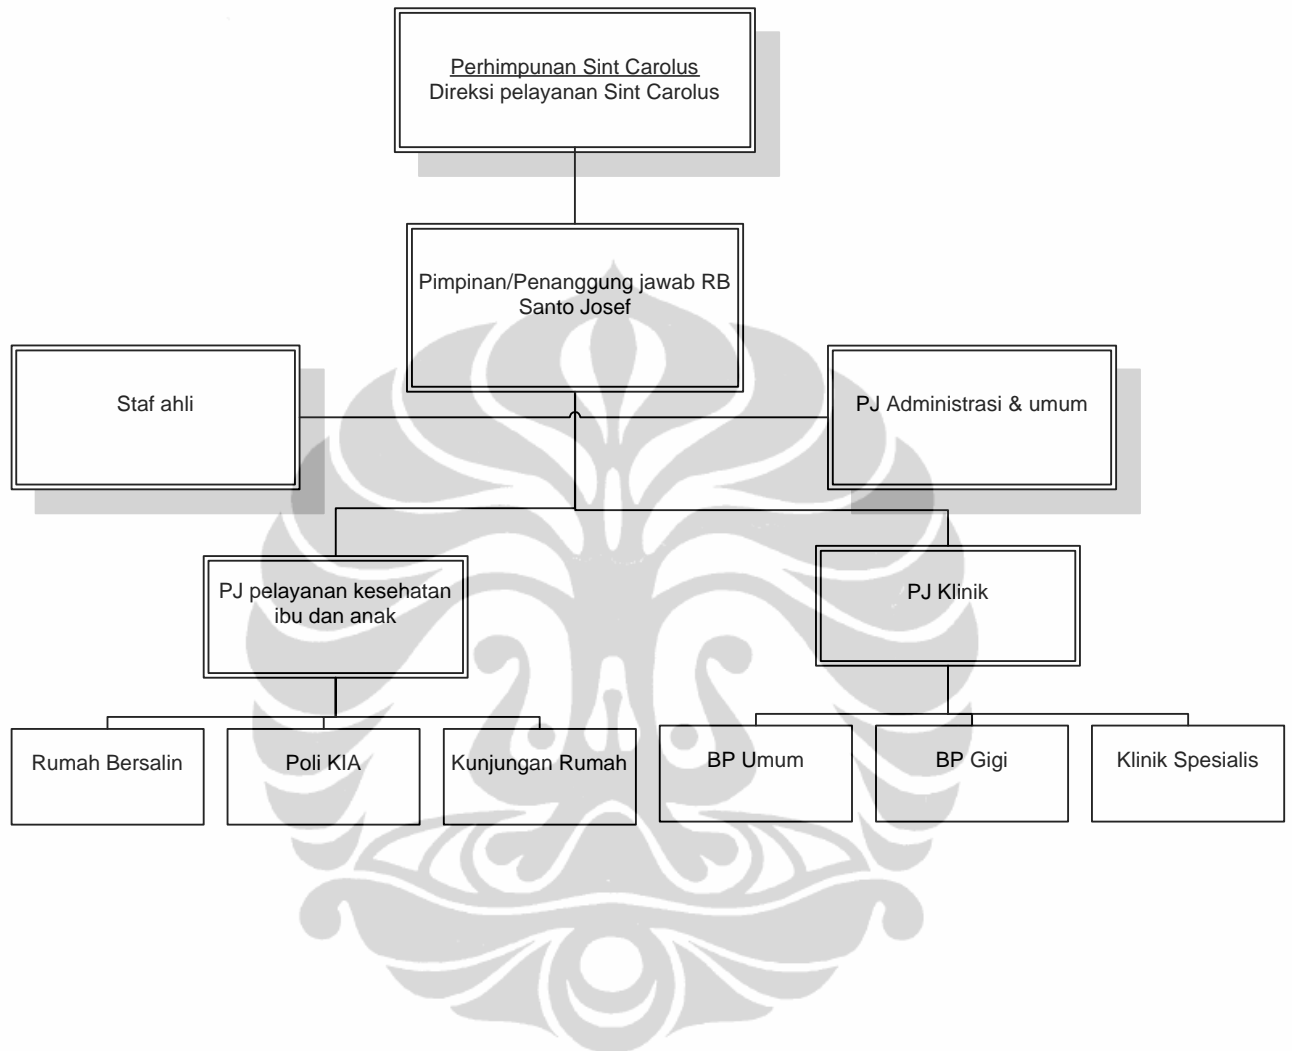 Perhimpunan Sint Carolus
Direksi pelayanan Sint Carolus
Pimpinan/Penanggung jawab RB
Santo Josef
Staf ahli
PJ Administrasi & umum
PJ pelayanan kesehatan
ibu dan anak
PJ Klinik
Rumah Bersalin
Poli KIA
Kunjungan Rumah
BP Umum
BP Gigi
Klinik Spesialis